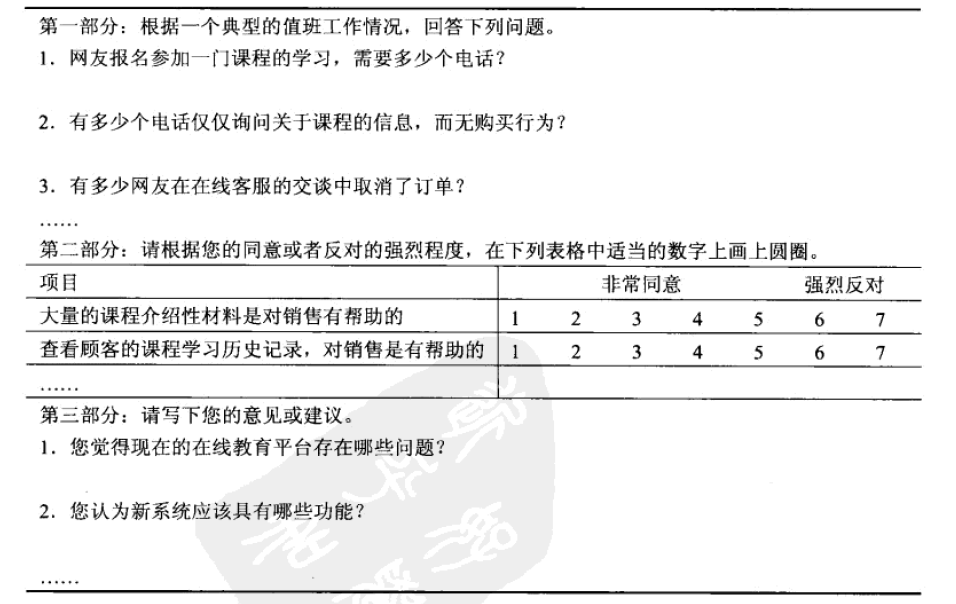 第一部分：根据一个典型的值班工作情况，回答下列问题。
1．网友报名参加一门课程的学习，需要多少个电话？
2．有多少个电话仅仅询问关于课程的信息，而无购买行为？
3．有多少网友在在线客服的交谈中取消了订单？
……
第二部分：请根据您的同意或者反对的强烈程度，在下列表格中适当的数字上画上圆圈。
项目 非常同意 强烈反对
大量的课程介绍性材料是对销售有帮助的 1 2 3 4 5 6 7
查看顾客的课程学习历史记录，对销售是有帮助的 1 2 3 4 5 6 7
……
第三部分：请写下您的意见或建议。
1．您觉得现在的在线教育平台存在哪些问题？
2．您认为新系统应该具有哪些功能？
……